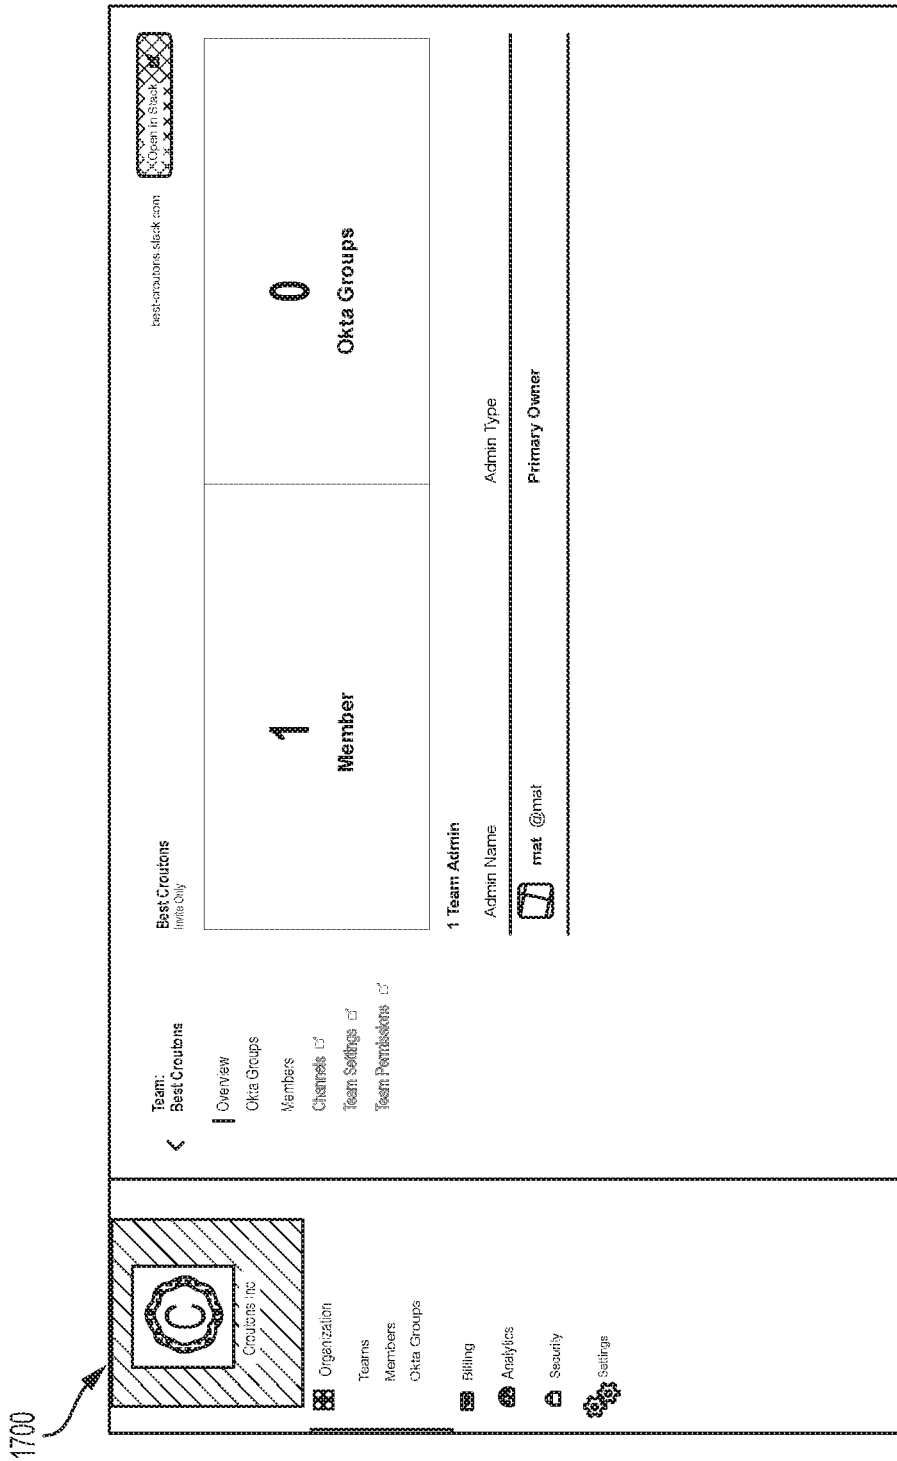 1700
C
Croutons Inc
Organization
Teams
Members
Okta Groups
Billing
Analytics
Security
Settings
Team:
Best Croutons
Overview
Okta Groups
Members
Channels
Team Settings
Team Permissions
Best Croutons
Invite Only
best-croutons.slack.com
Open in Slack
1
Member
0
Okta Groups
1 Team Admin
Admin Name Admin Type
mat @mat Primary Owner